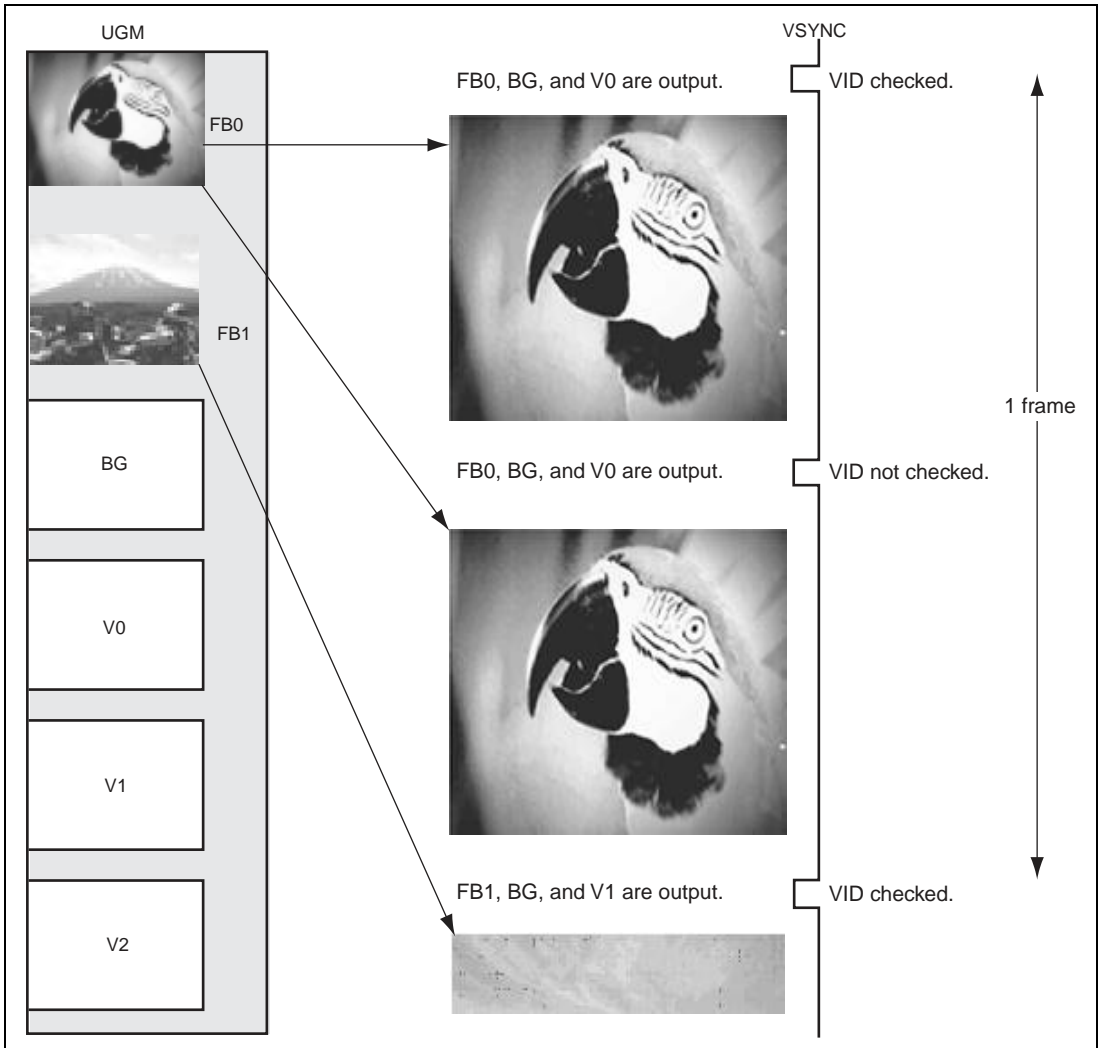 UGM
VSYNC
FB0, BG, and V0 are output.
VID checked.
FB0
FB1
1 frame
BG
FB0, BG, and V0 are output.
VID not checked.
V0
V1
FB1, BG, and V1 are output.
VID checked.
V2